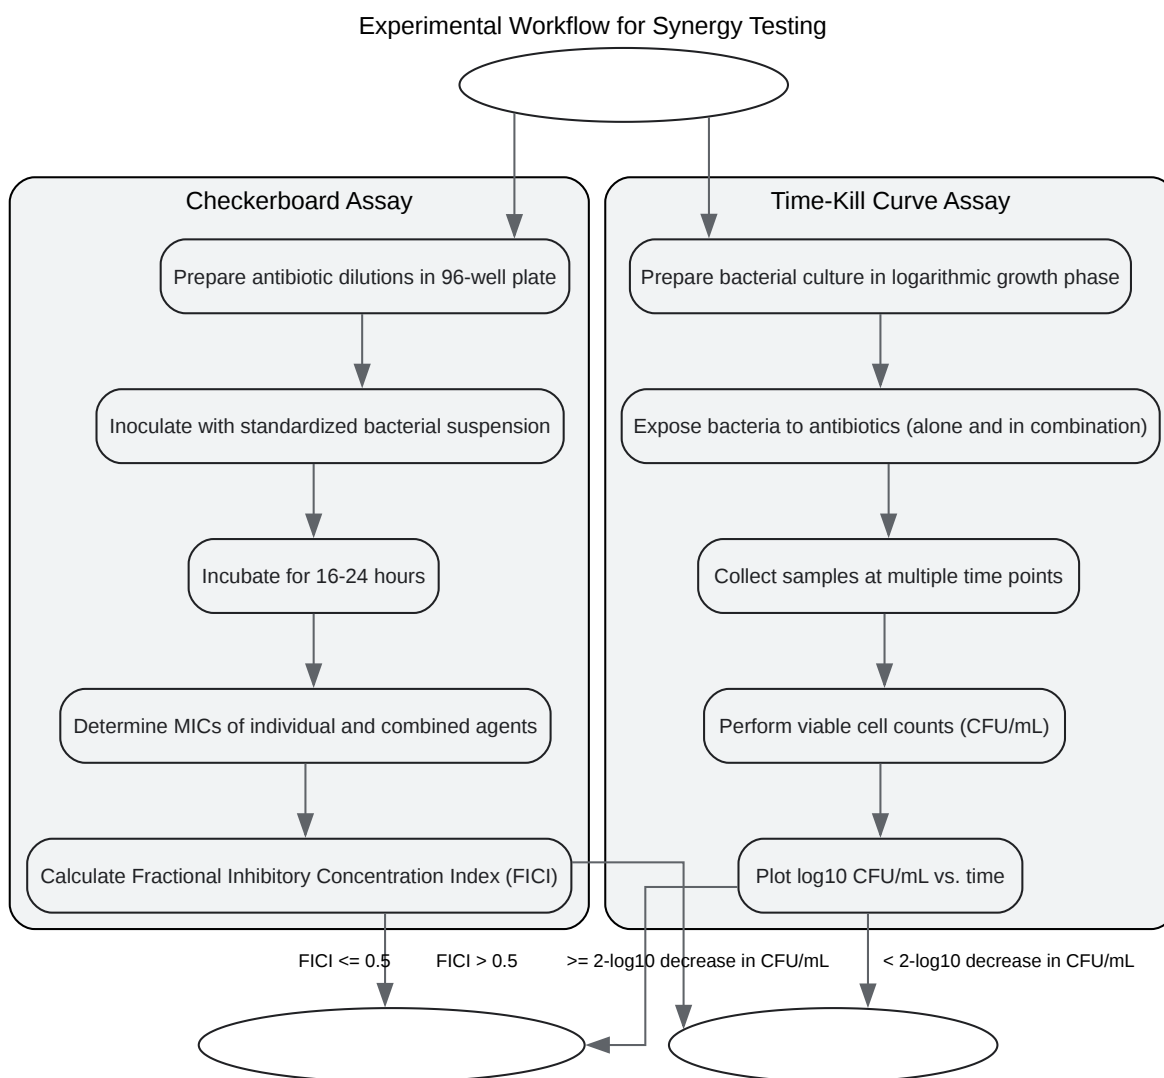 Experimental Workflow for Synergy Testing
Checkerboard Assay
Prepare antibiotic dilutions in 96-well plate
Inoculate with standardized bacterial suspension
Incubate for 16-24 hours
Determine MICs of individual and combined agents
Calculate Fractional Inhibitory Concentration Index (FICI)
Time-Kill Curve Assay
Prepare bacterial culture in logarithmic growth phase
Expose bacteria to antibiotics (alone and in combination)
Collect samples at multiple time points
Perform viable cell counts (CFU/mL)
Plot log10 CFU/mL vs. time
FICI <= 0.5
FICI > 0.5
>= 2-log10 decrease in CFU/mL
< 2-log10 decrease in CFU/mL